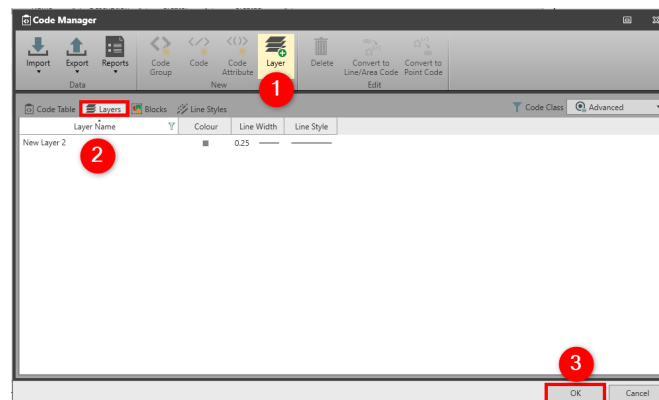 Code Manager
Import Export Reports Code Group Code Code Attribute Layer Delete Convert to Line/Area Code Convert to Point Code
Data New Edit
1
Code Table Layers Blocks Line Styles Code Class Advanced
Layer Name Colour Line Width Line Style
New Layer 2 0.25
2
3
OK Cancel